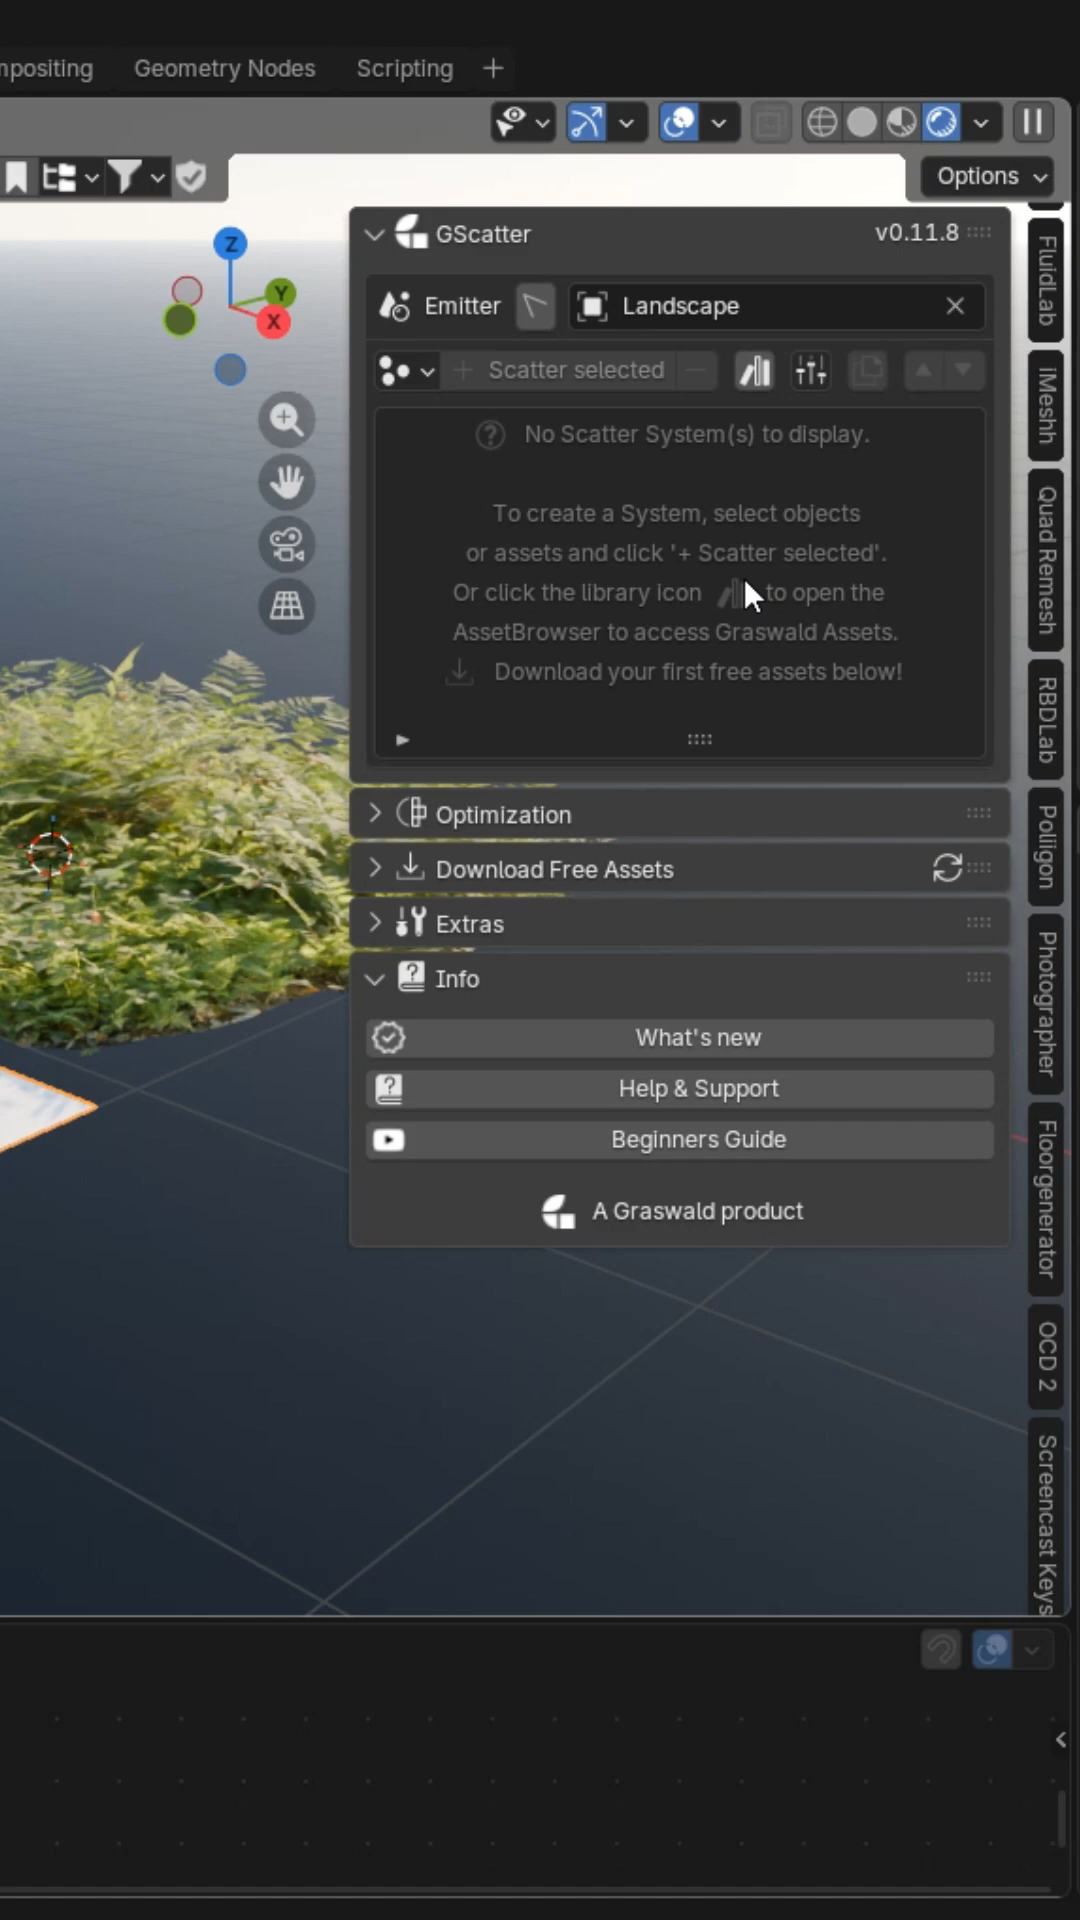 mpositing
Geometry Nodes
Scripting
+
Options
Z
Y
X
GScatter
v0.11.8
Emitter
Landscape
Scatter selected
No Scatter System(s) to display.
To create a System, select objects
or assets and click '+ Scatter selected'.
Or click the library icon to open the
AssetBrowser to access Graswald Assets.
Download your first free assets below!
Optimization
Download Free Assets
Extras
Info
What's new
Help & Support
Beginners Guide
A Graswald product
FluidLab
iMeshh
Quad Remesh
RBDLab
Poliigon
Photographer
Floorgenerator
OCD 2
Screencast Keys